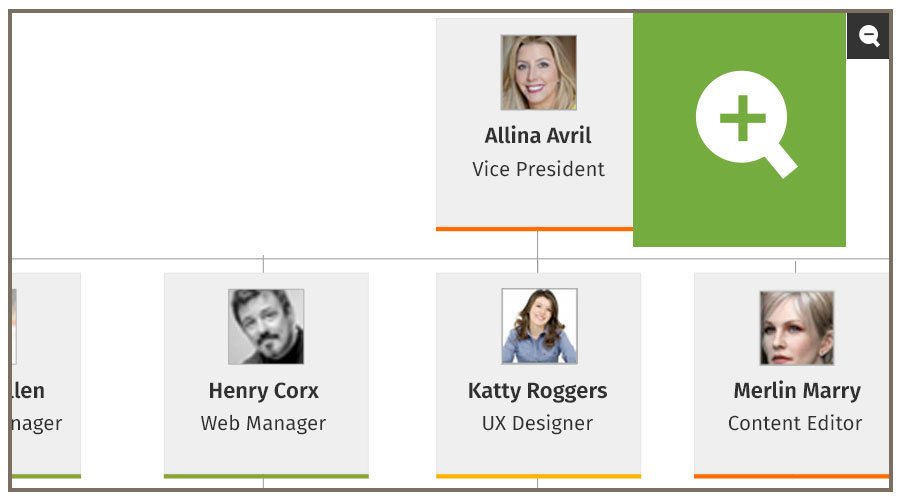 Allina Avril
Vice President
llen
nager
Henry Corx
Web Manager
Katty Roggers
UX Designer
Merlin Marry
Content Editor